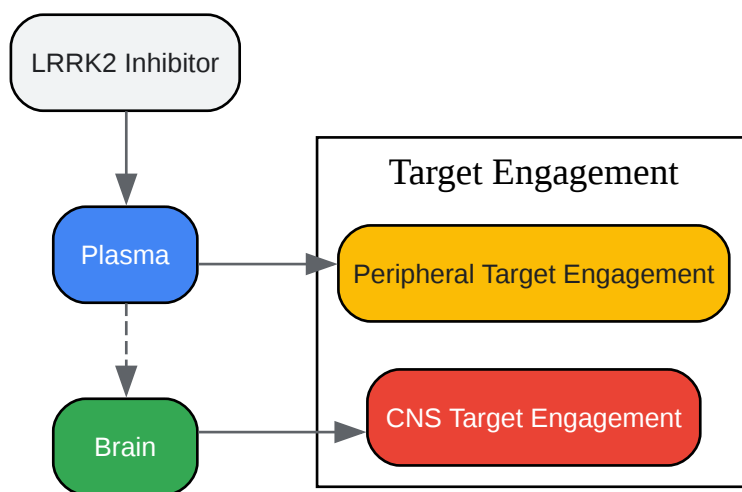 LRRK2 Inhibitor
Target Engagement
Plasma
Peripheral Target Engagement
CNS Target Engagement
Brain